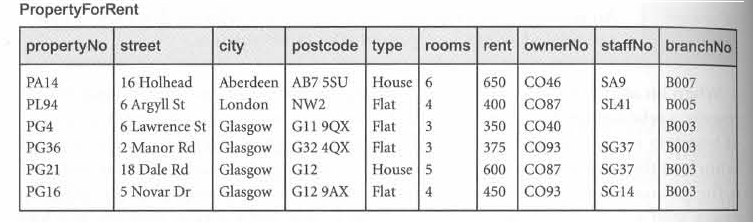 PropertyForRent
propertyNo street city postcode type rooms rent ownerNo staffNo branchNo
PA14 16 Holhead Aberdeen AB7 5SU House 6 650 CO46 SA9 B007
PL94 6 Argyll St London NW2 Flat 4 400 CO87 SL41 B005
PG4 6 Lawrence St Glasgow G11 9QX Flat 3 350 CO40 B003
PG36 2 Manor Rd Glasgow G32 4QX Flat 3 375 CO93 SG37 B003
PG21 18 Dale Rd Glasgow G12 House 5 600 CO87 SG37 B003
PG16 5 Novar Dr Glasgow G12 9AX Flat 4 450 CO93 SG14 B003